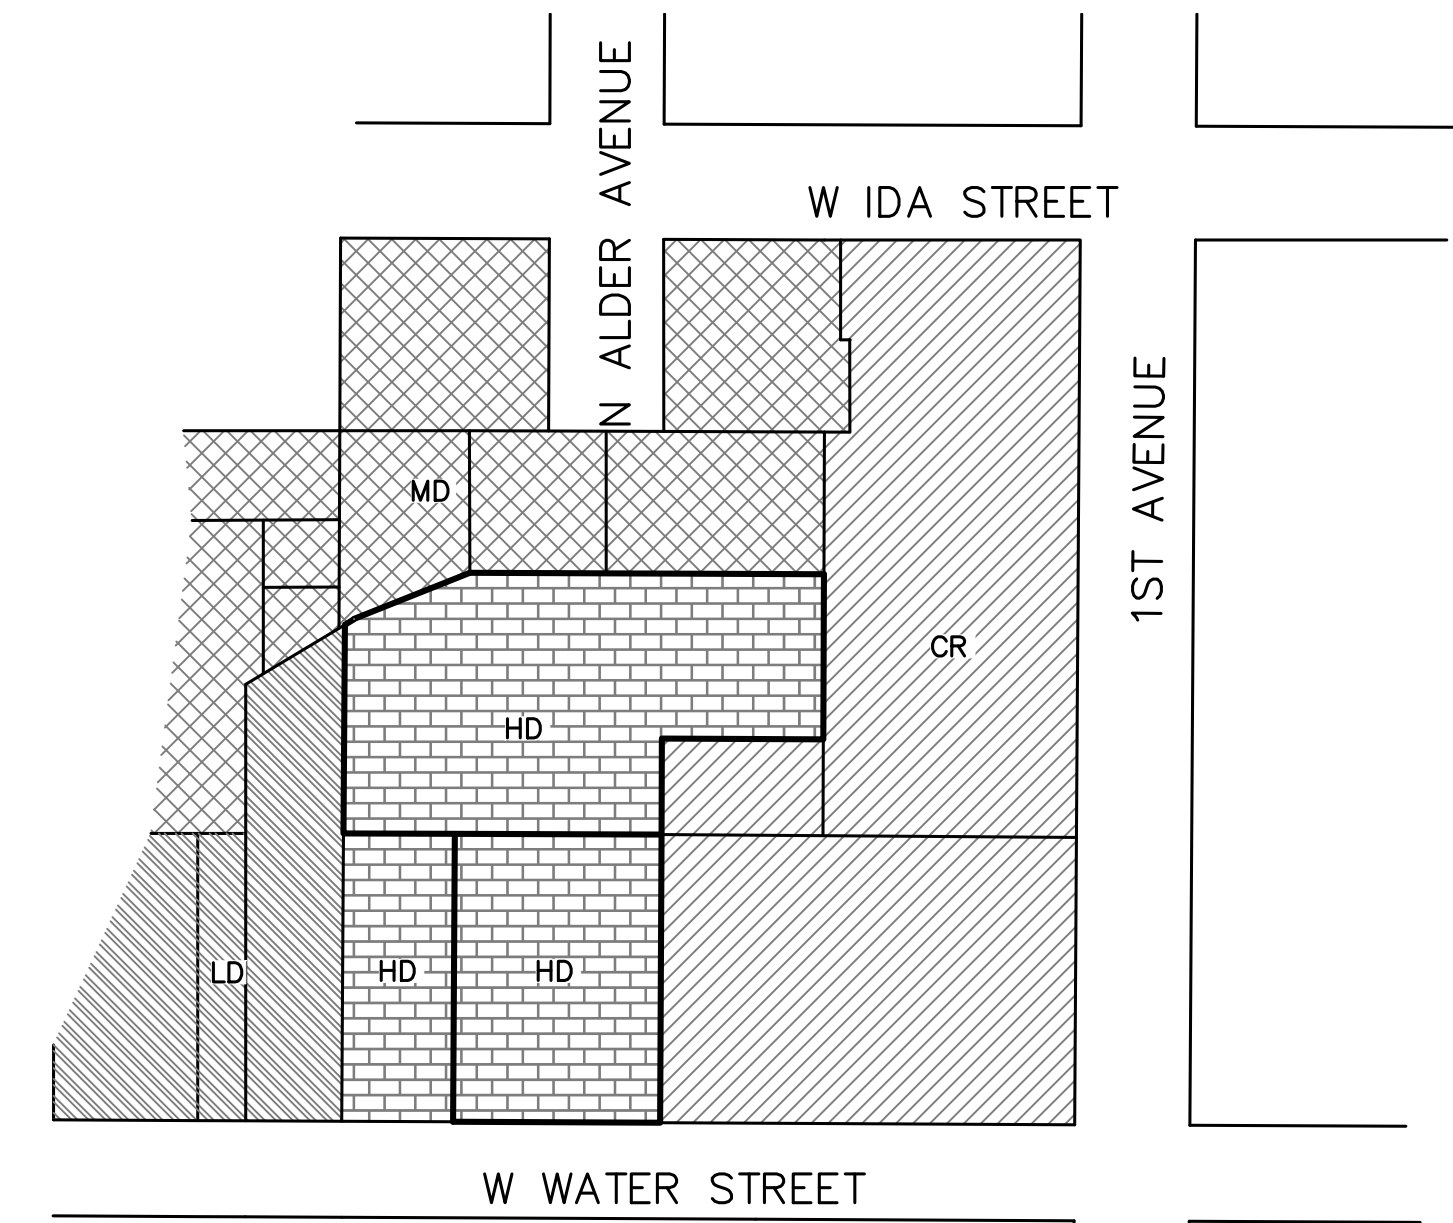 N ALDER AVENUE
W IDA STREET
1ST AVENUE
MD
CR
HD
LD
HD
HD
W WATER STREET